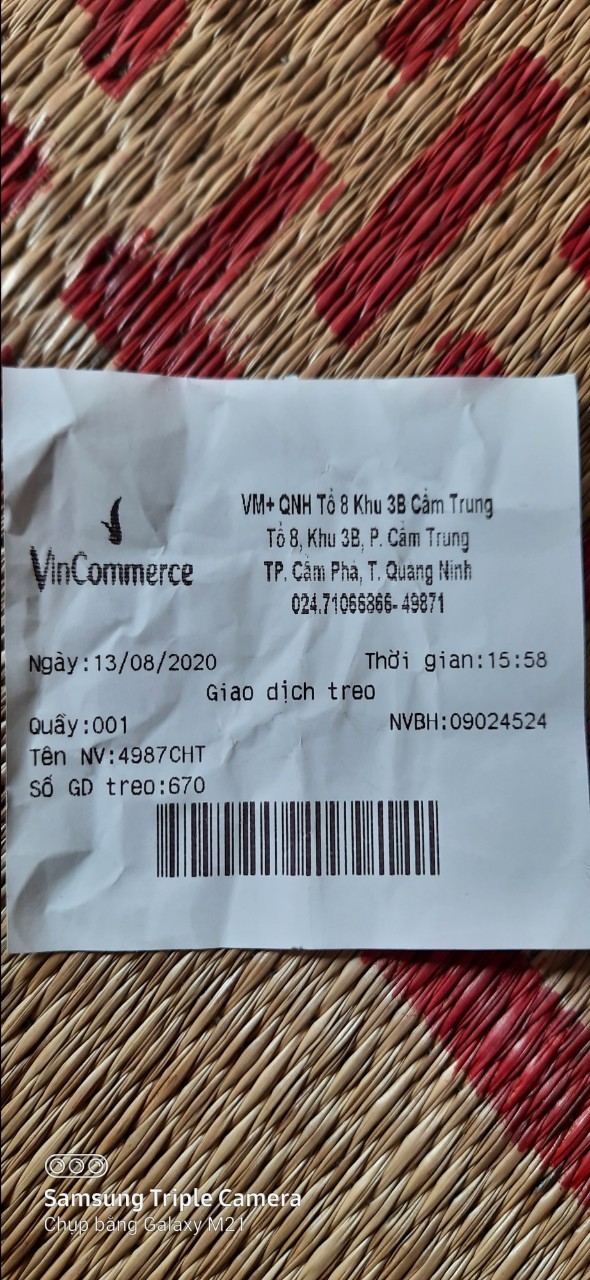 VinCommerce
VM+ QNH Tổ 8 Khu 3B Cẩm Trung
Tổ 8, Khu 3B, P. Cẩm Trung
TP. Cẩm Phả, T. Quảng Ninh
024.71066866-49871
Ngày:13/08/2020 Thời gian:15:58
Giao dịch treo
Quầy:001 NVBH:09024524
Tên NV:4987CHT
Số GD treo:670
Samsung Triple Camera
Chụp bằng Galaxy M21